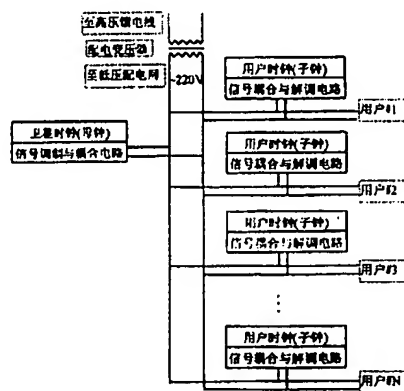 至高压馈电线
配电变压器
至低压配电网
~220V
用户时钟(子钟)
信号耦合与解调电路
用户#1
卫星时钟(母钟)
信号调制与耦合电路
用户时钟(子钟)
信号耦合与解调电路
用户#2
用户时钟(子钟)
信号耦合与解调电路
用户#3
用户时钟(子钟)
信号耦合与解调电路
用户#N